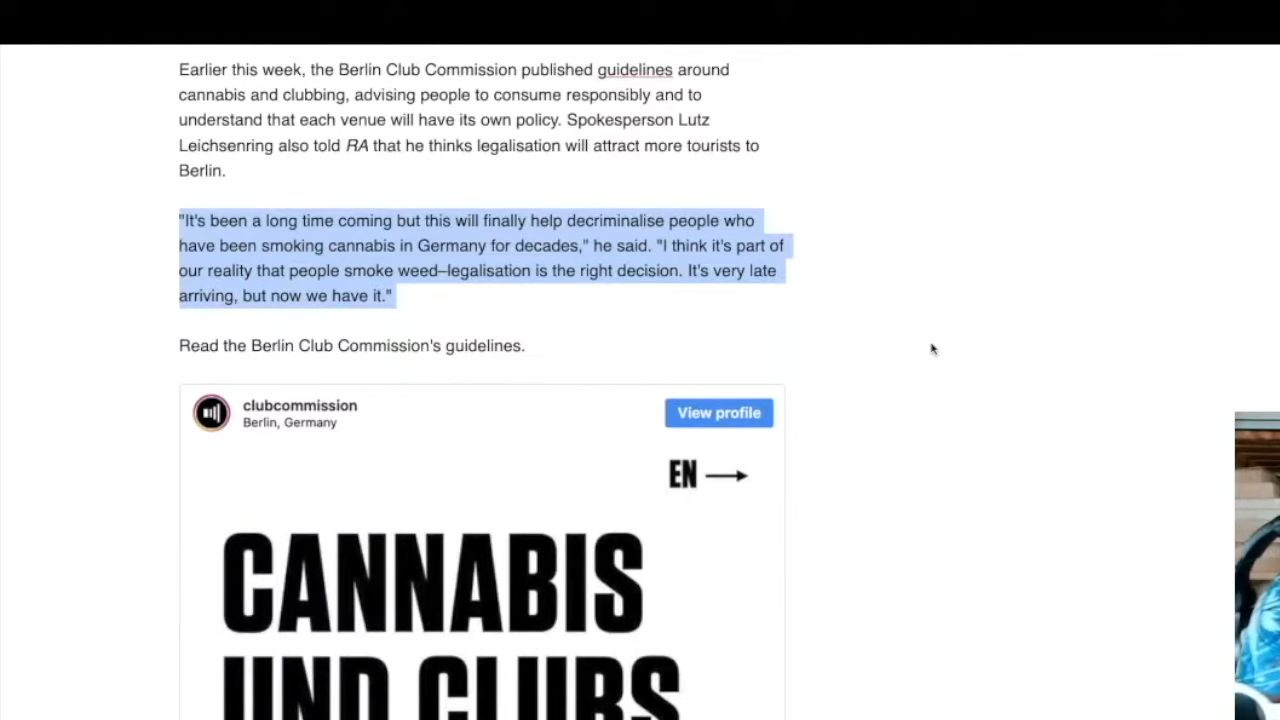 Earlier this week, the Berlin Club Commission published guidelines around
cannabis and clubbing, advising people to consume responsibly and to
understand that each venue will have its own policy. Spokesperson Lutz
Leichsenring also told RA that he thinks legalisation will attract more tourists to
Berlin.
"It's been a long time coming but this will finally help decriminalise people who
have been smoking cannabis in Germany for decades," he said. "I think it's part of
our reality that people smoke weed–legalisation is the right decision. It's very late
arriving, but now we have it."
Read the Berlin Club Commission's guidelines.
clubcommission
Berlin, Germany
View profile
EN
CANNABIS
UND CLUBS